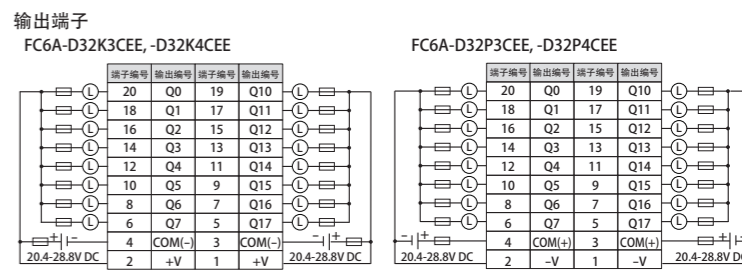 输出端子
FC6A-D32K3CEE, -D32K4CEE
端子编号 输出编号 端子编号 输出编号
L 20 Q0 19 Q10 L
L 18 Q1 17 Q11 L
L 16 Q2 15 Q12 L
L 14 Q3 13 Q13 L
L 12 Q4 11 Q14 L
L 10 Q5 9 Q15 L
L 8 Q6 7 Q16 L
L 6 Q7 5 Q17 L
+ - 4 COM(–) 3 COM(–) - +
20.4-28.8V DC 2 +V 1 +V 20.4-28.8V DC
FC6A-D32P3CEE, -D32P4CEE
端子编号 输出编号 端子编号 输出编号
L 20 Q0 19 Q10 L
L 18 Q1 17 Q11 L
L 16 Q2 15 Q12 L
L 14 Q3 13 Q13 L
L 12 Q4 11 Q14 L
L 10 Q5 9 Q15 L
L 8 Q6 7 Q16 L
L 6 Q7 5 Q17 L
- + 4 COM(+) 3 COM(+) + -
20.4-28.8V DC 2 –V 1 –V 20.4-28.8V DC